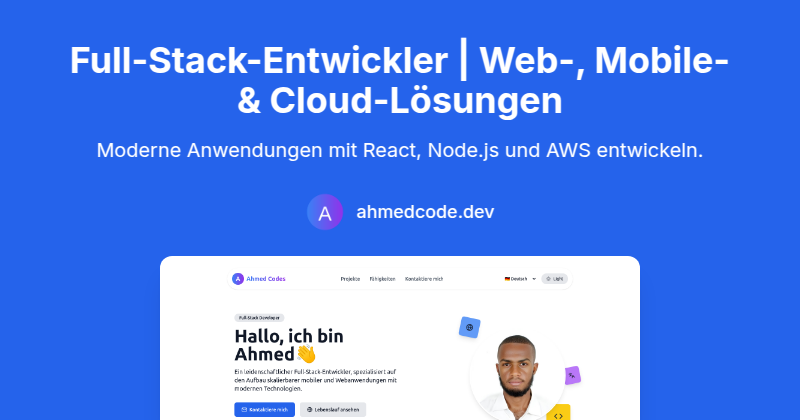 Full-Stack-Entwickler | Web-, Mobile-
& Cloud-Lösungen
Moderne Anwendungen mit React, Node.js und AWS entwickeln.
A ahmedcode.dev
A Ahmed Codes Projekte Fähigkeiten Kontaktiere mich Deutsch Light
Full-Stack Developer
Hallo, ich bin
Ahmed👋
Ein leidenschaftlicher Full-Stack-Entwickler, spezialisiert auf
den Aufbau skalierbarer mobiler und Webanwendungen mit
modernen Technologien.
Kontaktiere mich Lebenslauf ansehen